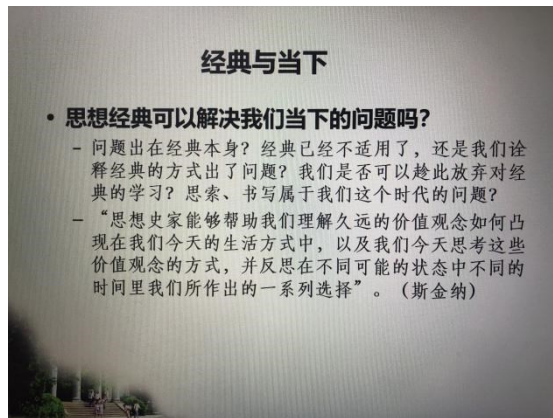 经典与当下
• 思想经典可以解决我们当下的问题吗?
– 问题出在经典本身? 经典已经不适用了, 还是我们诠
释经典的方式出了问题? 我们是否可以趁此放弃对经
典的学习? 思索、书写属于我们这个时代的问题?
– “思想史家能够帮助我们理解久远的价值观念如何凸
现在我们今天的生活方式中, 以及我们今天思考这些
价值观念的方式, 并反思在不同可能的状态中不同的
时间里我们所作出的一系列选择”。(斯金纳)